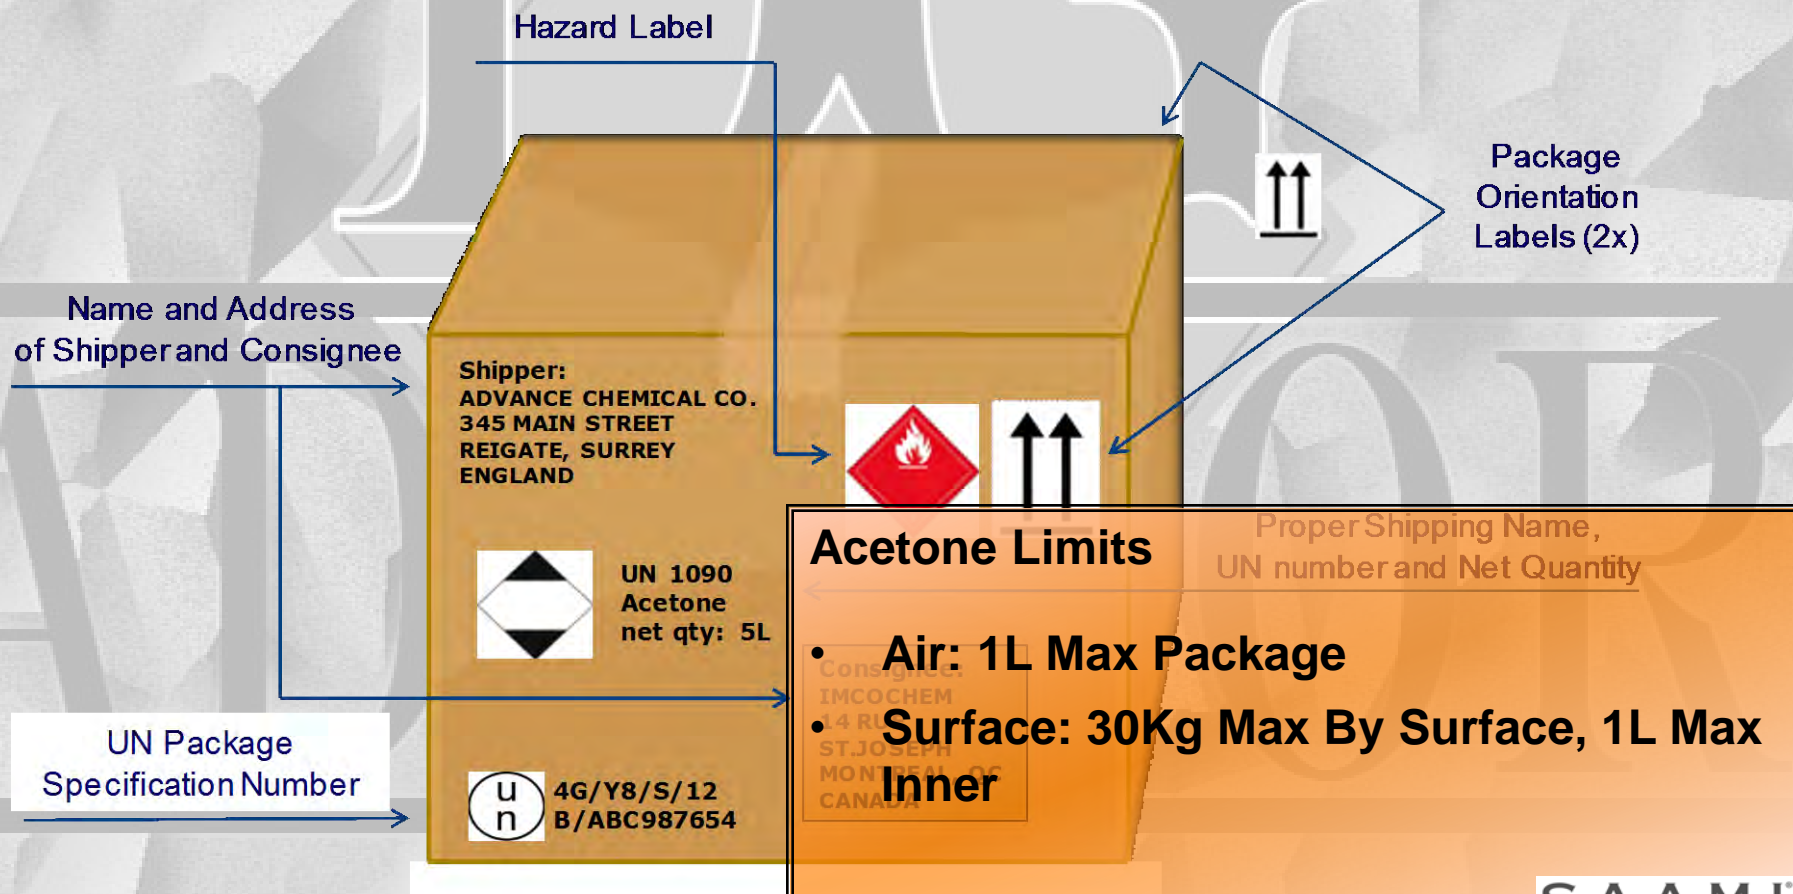 Hazard Label
Package
Orientation
Labels (2x)
Name and Address
of Shipper and Consignee
Shipper:
ADVANCE CHEMICAL CO.
345 MAIN STREET
REIGATE, SURREY
ENGLAND
Proper Shipping Name,
UN number and Net Quantity
UN 1090
Acetone
net qty: 5L
Acetone Limits
• Air: 1L Max Package
• Surface: 30Kg Max By Surface, 1L Max
Inner
Consignee:
IMCOCHEM
14
ST.JOSEPH
MONTREAL, QC
CANADA
UN Package
Specification Number
u
n
4G/Y8/S/12
B/ABC987654